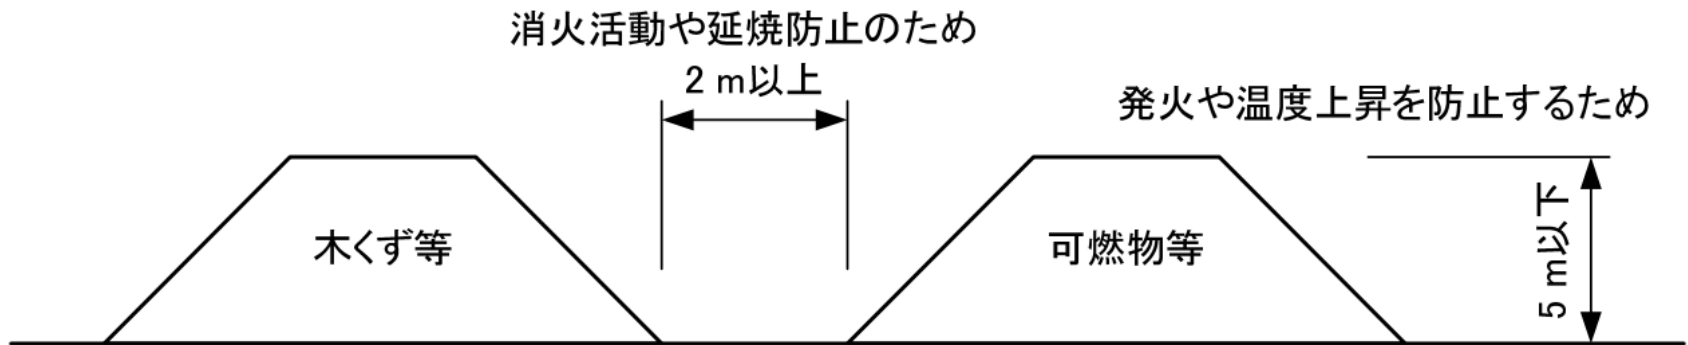 消火活動や延焼防止のため
2 m以上
発火や温度上昇を防止するため
木くず等
可燃物等
5 m以下